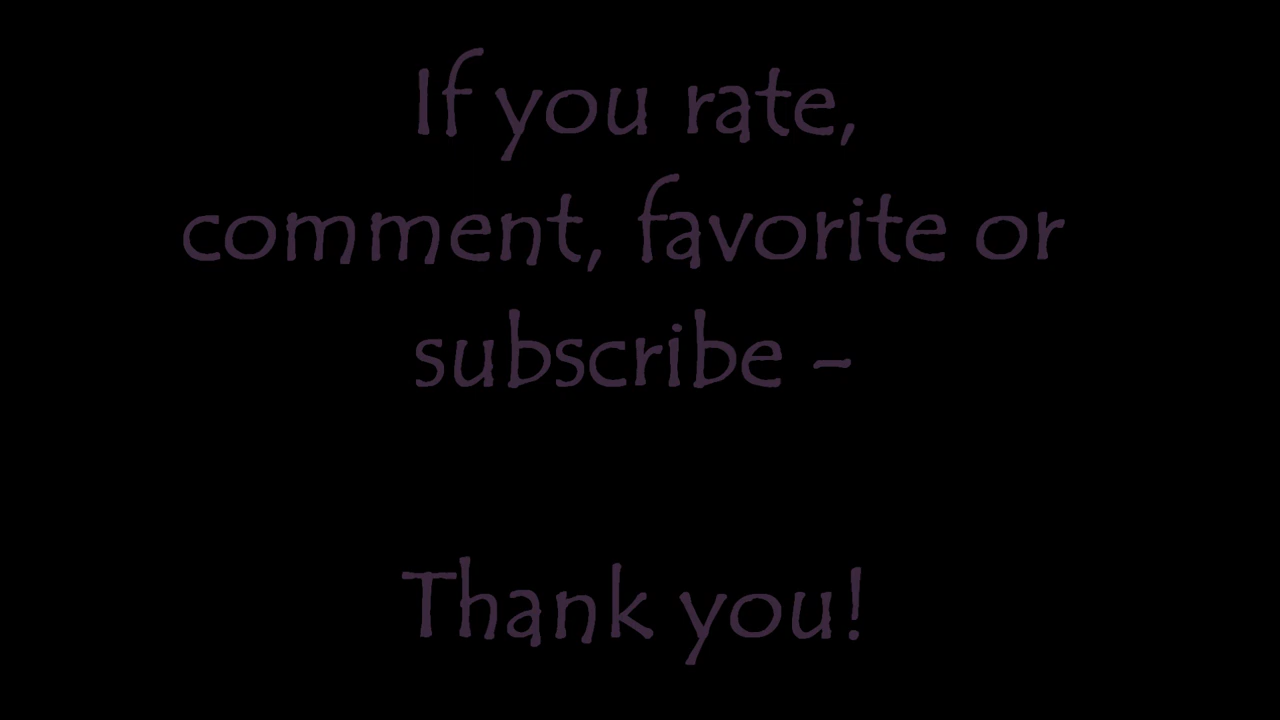 If you rate,
comment, favorite or
subscribe -
Thank you!